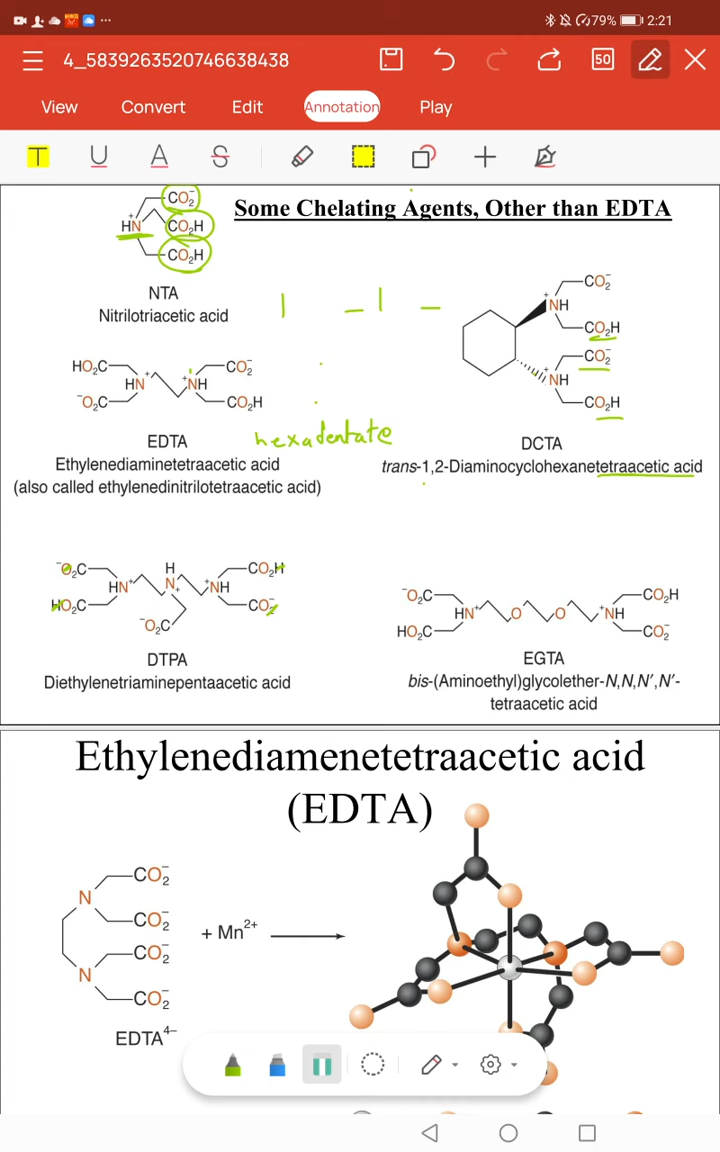 79% 2:21
4_5839263520746638438
50
View Convert Edit Annotation Play
T U A S
Some Chelating Agents, Other than EDTA
CO₂⁻
HN⁺ CO₂H
CO₂H
NTA
Nitrilotriacetic acid
CO₂⁻
⁺NH
CO₂H
CO₂⁻
⁺NH
CO₂H
DCTA
trans-1,2-Diaminocyclohexanetetraacetic acid
HO₂C CO₂⁻
HN⁺ ⁺NH
⁻O₂C CO₂H
EDTA
hexadentate
Ethylenediaminetetraacetic acid
(also called ethylenedinitrilotetraacetic acid)
⁻O₂C H CO₂H
HN⁺ N⁺ ⁺NH
HO₂C CO₂⁻
⁻O₂C
DTPA
Diethylenetriaminepentaacetic acid
⁻O₂C CO₂H
HN⁺ O O ⁺NH
HO₂C CO₂⁻
EGTA
bis-(Aminoethyl)glycolether-N,N,N′,N′-
tetraacetic acid
Ethylenediamenetetraacetic acid
(EDTA)
CO₂⁻
N
CO₂⁻
+ Mn²⁺
CO₂⁻
N
CO₂⁻
EDTA⁴⁻